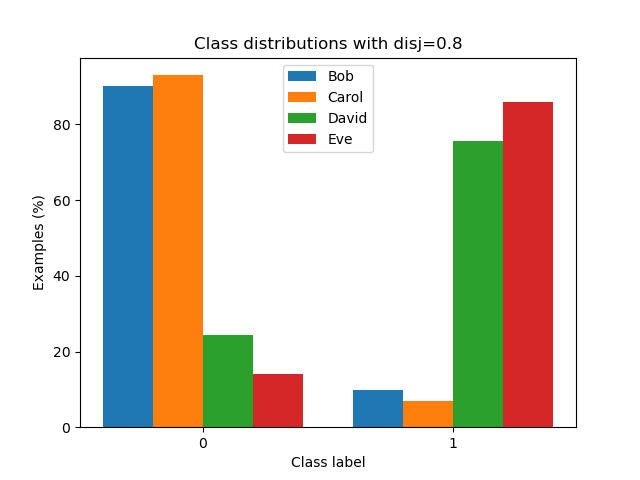 Class distributions with disj=0.8
Bob
Carol
David
Eve
Examples (%)
80
60
40
20
0
0 1
Class label